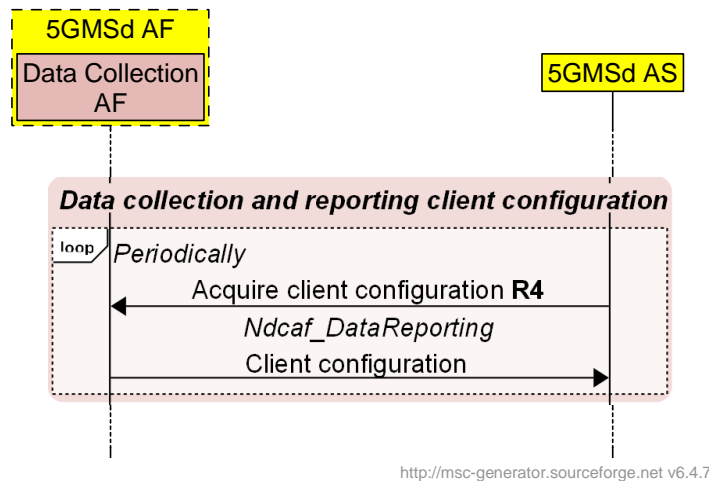 5GMSd AF
Data Collection
AF
5GMSd AS
Data collection and reporting client configuration
loop
Periodically
Acquire client configuration R4
Ndcaf_DataReporting
Client configuration
http://msc-generator.sourceforge.net v6.4.7